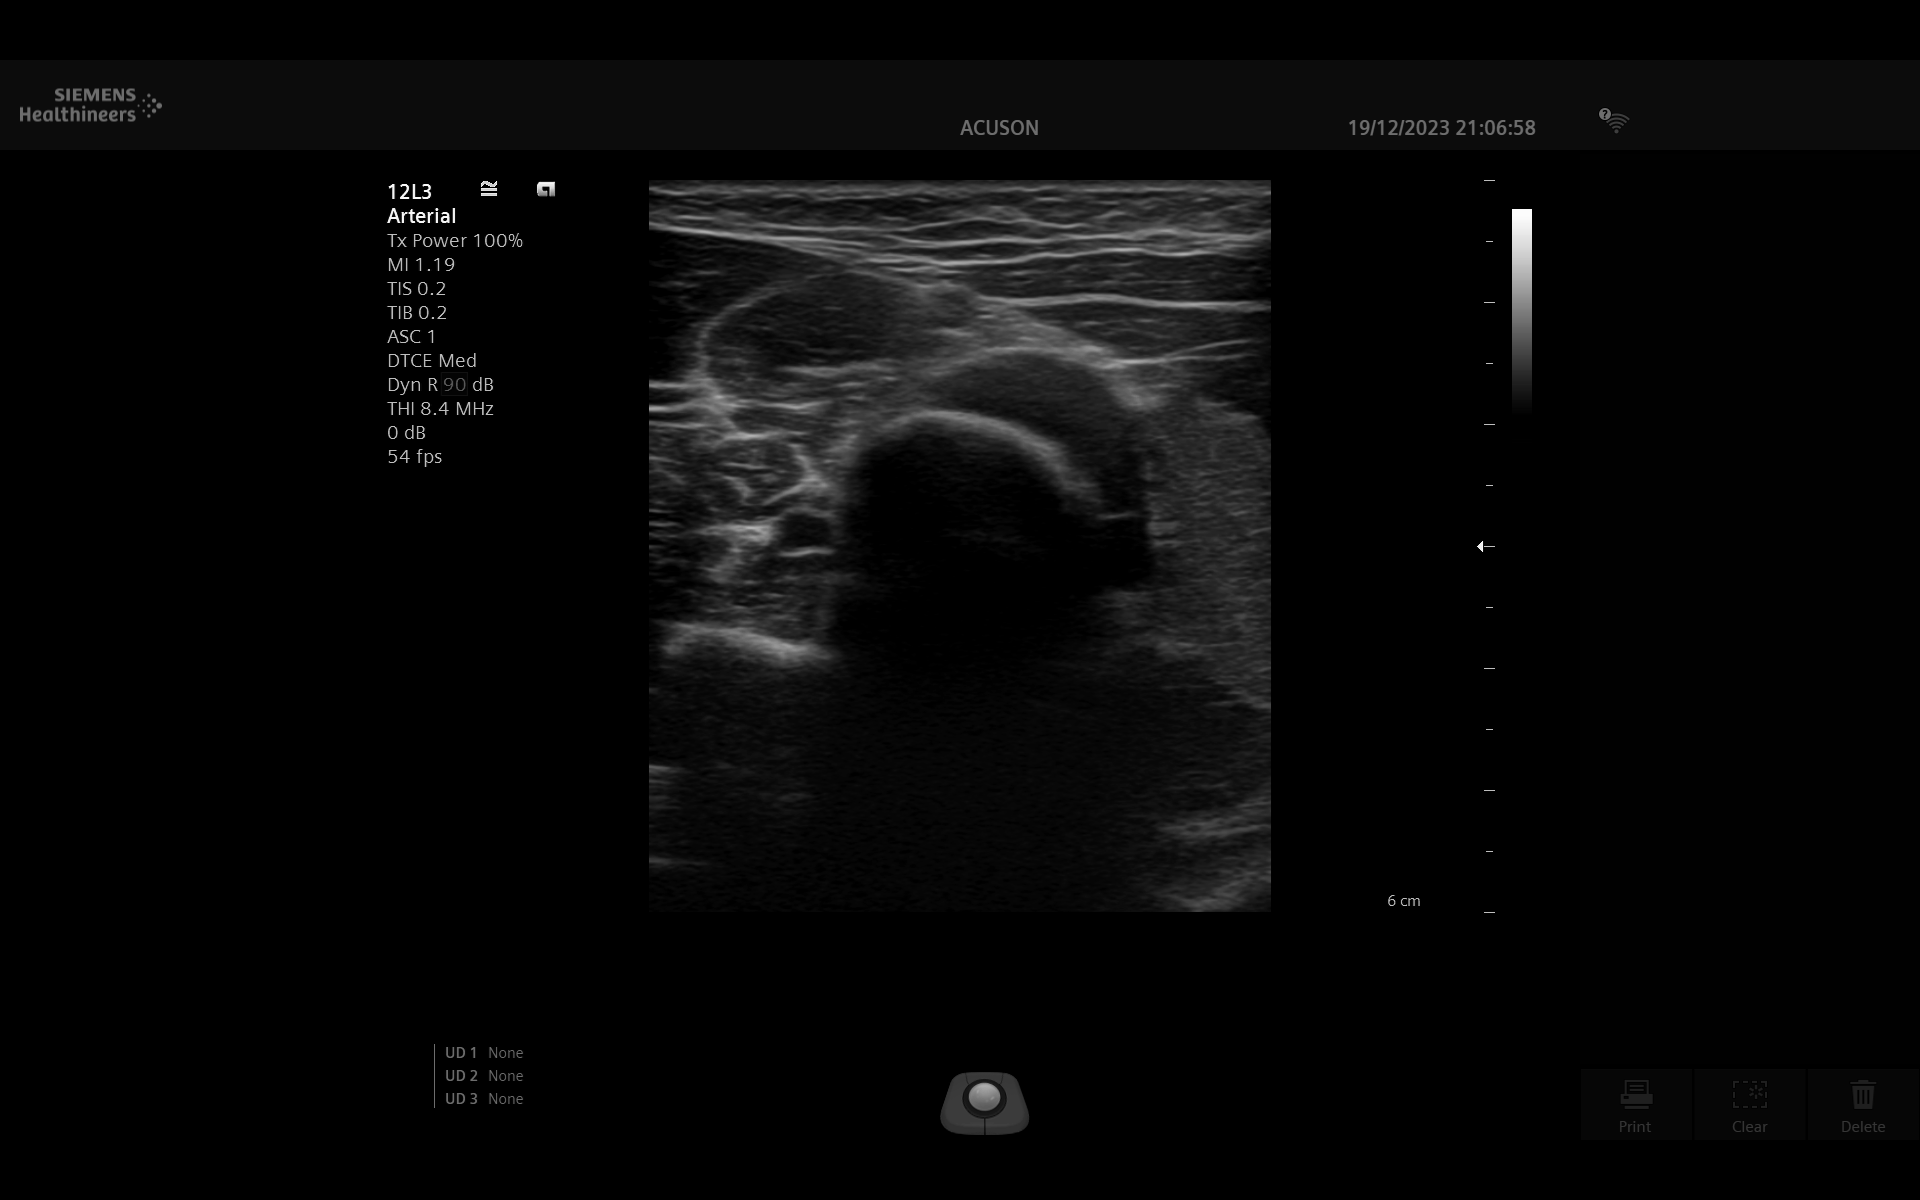 SIEMENS
Healthineers
ACUSON
19/12/2023 21:06:58
?
12L3
Arterial
Tx Power 100%
MI 1.19
TIS 0.2
TIB 0.2
ASC 1
DTCE Med
Dyn R 90 dB
THI 8.4 MHz
0 dB
54 fps
6 cm
UD 1 None
UD 2 None
UD 3 None
Print
Clear
Delete